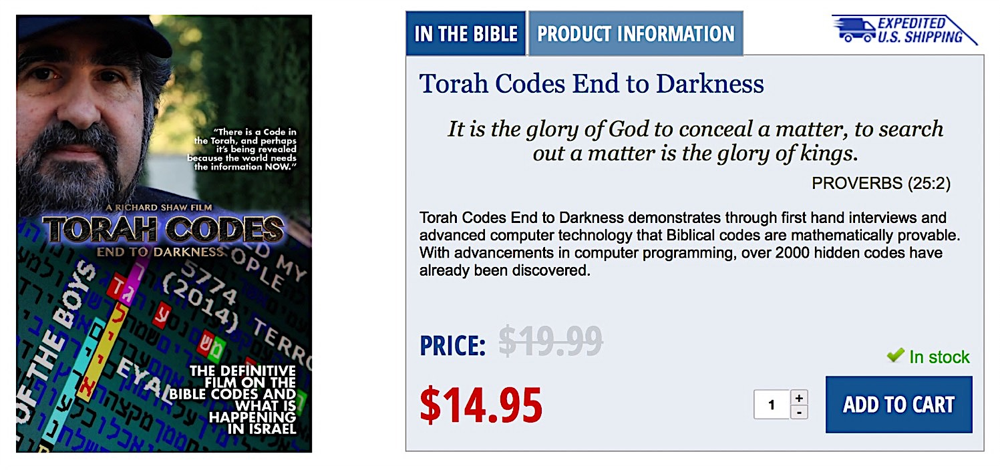 "There is a Code in
the Torah, and perhaps
it's being revealed
because the world needs
the information NOW."
A RICHARD SHAW FILM
TORAH CODES
END TO DARKNESS
D MY
OPLE
5774
(2014)
TERRO
OF THE BOYS
EYAL
THE DEFINITIVE
FILM ON THE
BIBLE CODES AND
WHAT IS
HAPPENING
IN ISRAEL
IN THE BIBLE
PRODUCT INFORMATION
EXPEDITED
U.S. SHIPPING
Torah Codes End to Darkness
It is the glory of God to conceal a matter, to search
out a matter is the glory of kings.
PROVERBS (25:2)
Torah Codes End to Darkness demonstrates through first hand interviews and
advanced computer technology that Biblical codes are mathematically provable.
With advancements in computer programming, over 2000 hidden codes have
already been discovered.
PRICE: $19.99
In stock
$14.95
1
+
-
ADD TO CART